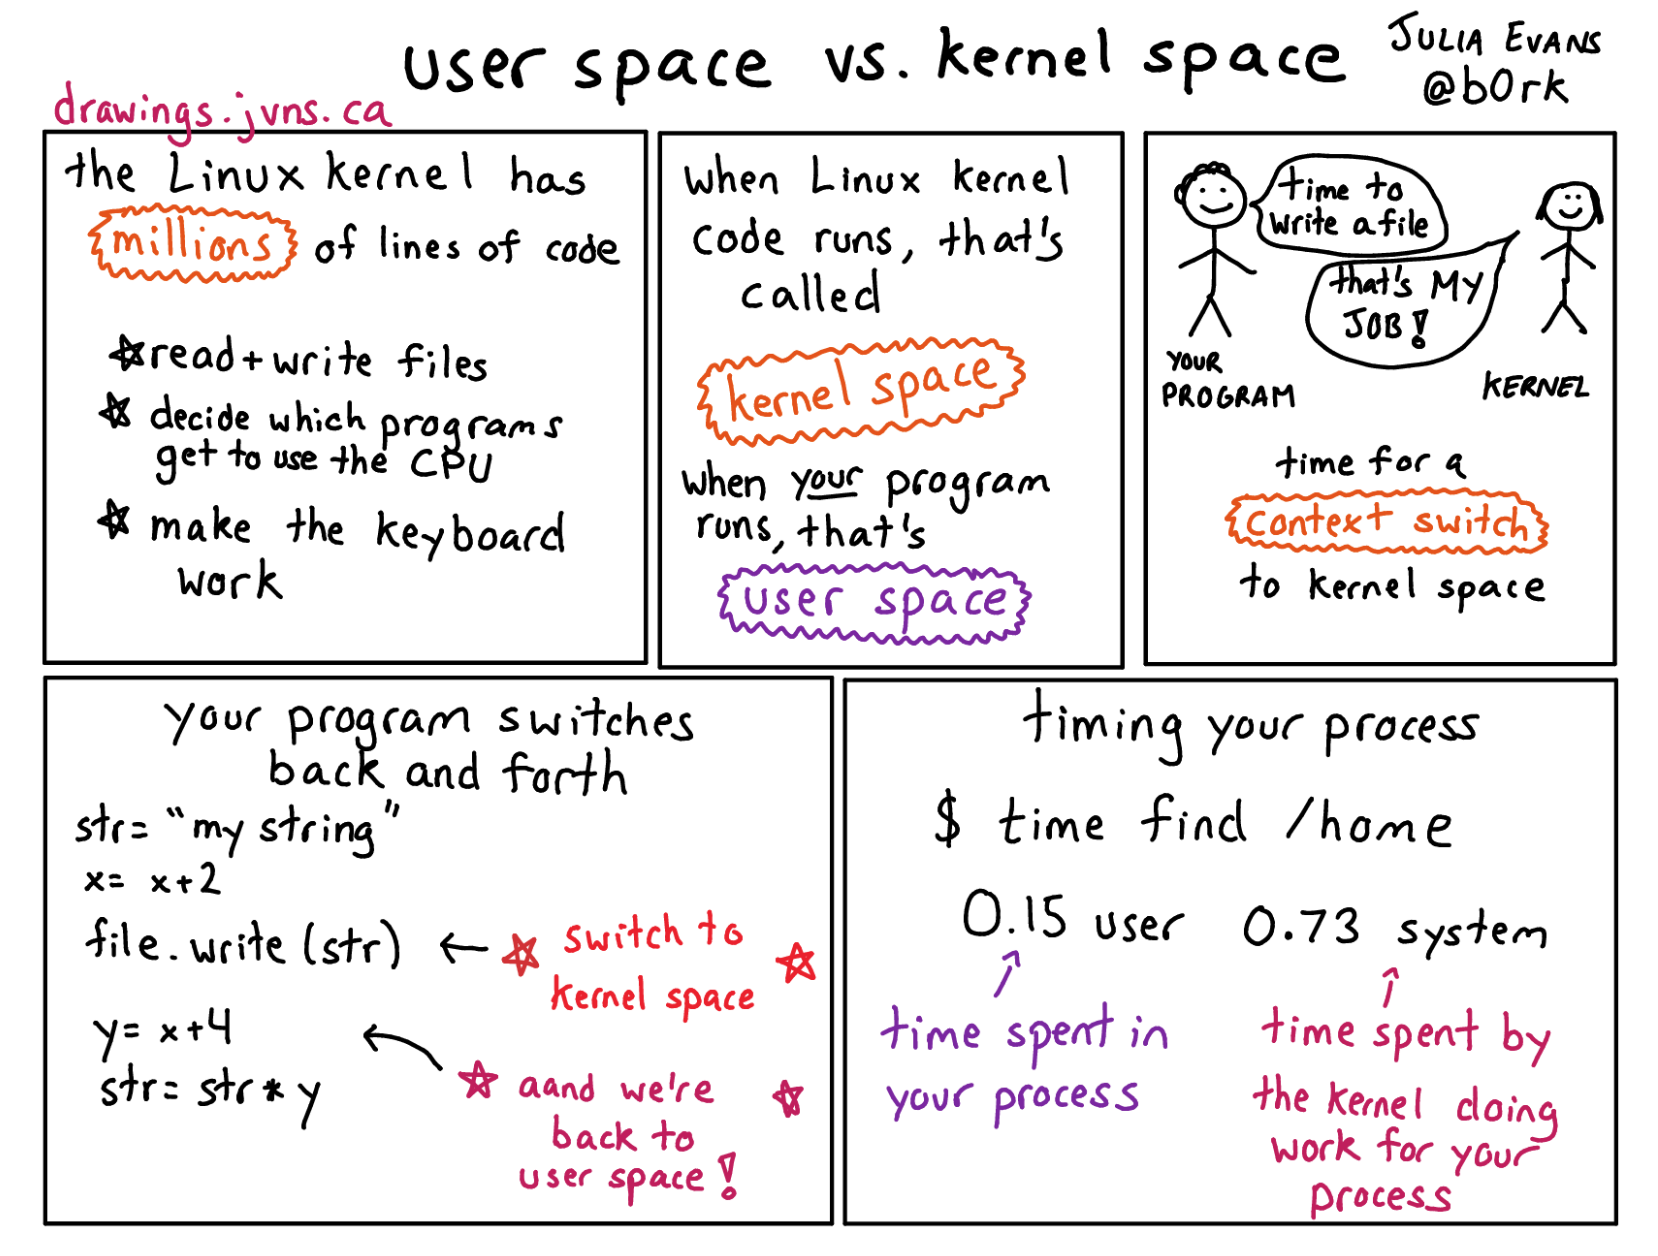 user space vs. kernel space
JULIA EVANS
@b0rk
drawings.jvns.ca
the Linux kernel has
millions of lines of code
read + write files
decide which programs
get to use the CPU
make the keyboard
work
when Linux kernel
code runs, that's
called
kernel space
when your program
runs, that's
user space
time to
write a file
that's MY
JOB!
YOUR
PROGRAM
KERNEL
time for a
context switch
to kernel space
your program switches
back and forth
str= "my string"
x= x+2
file.write (str)
switch to
kernel space
y= x+4
str= str * y
aand we're
back to
user space!
timing your process
$ time find /home
0.15 user 0.73 system
time spent in
your process
time spent by
the kernel doing
work for your
process